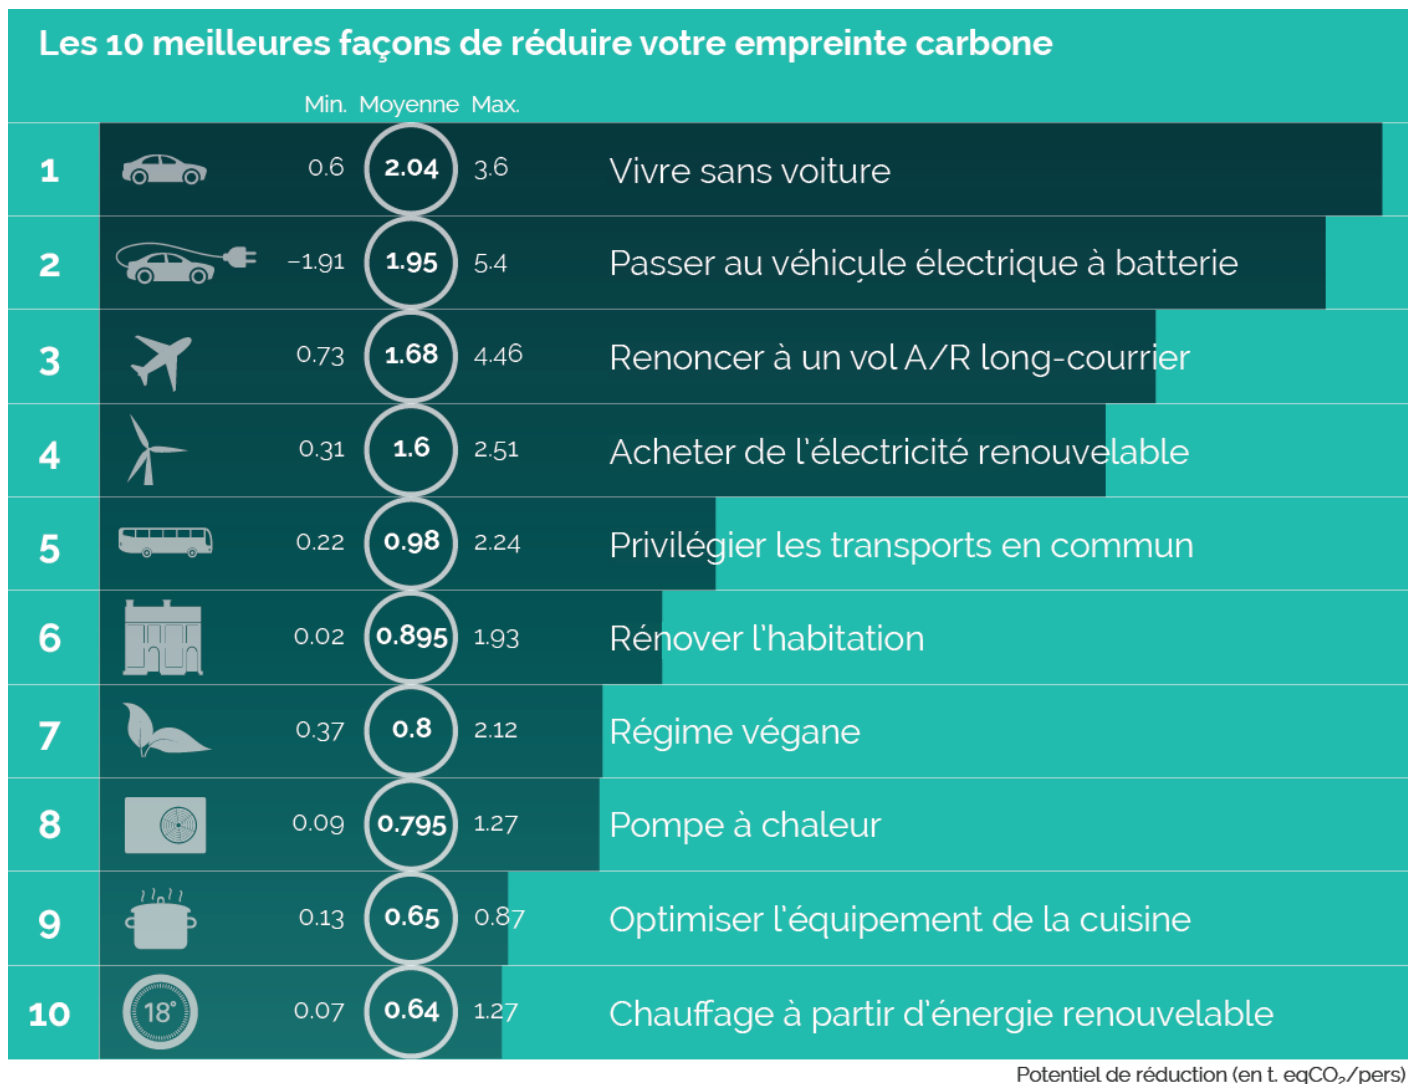 Les 10 meilleures façons de réduire votre empreinte carbone
Min. Moyenne Max.
1 0.6 2.04 3.6 Vivre sans voiture
2 −1.91 1.95 5.4 Passer au véhicule électrique à batterie
3 0.73 1.68 4.46 Renoncer à un vol A/R long-courrier
4 0.31 1.6 2.51 Acheter de l'électricité renouvelable
5 0.22 0.98 2.24 Privilégier les transports en commun
6 0.02 0.895 1.93 Rénover l'habitation
7 0.37 0.8 2.12 Régime végane
8 0.09 0.795 1.27 Pompe à chaleur
9 0.13 0.65 0.87 Optimiser l'équipement de la cuisine
10 18° 0.07 0.64 1.27 Chauffage à partir d'énergie renouvelable
Potentiel de réduction (en t. eqCO₂/pers)